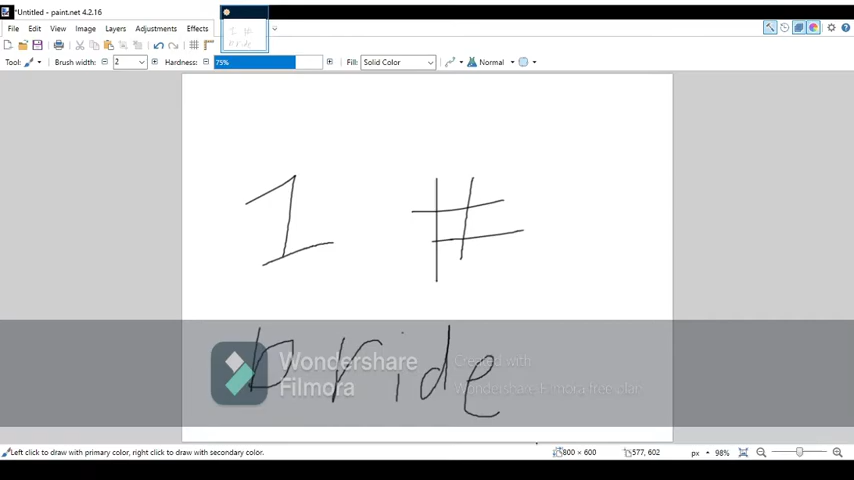 *Untitled - paint.net 4.2.16
File Edit View Image Layers Adjustments Effects
Tool: Brush width: 2 Hardness: 75% Fill: Solid Color Normal
1 #
pride
Wondershare Filmora
Created with Wondershare Filmora free plan
Left click to draw with primary color, right click to draw with secondary color. 800 × 600 577, 602 px 98%